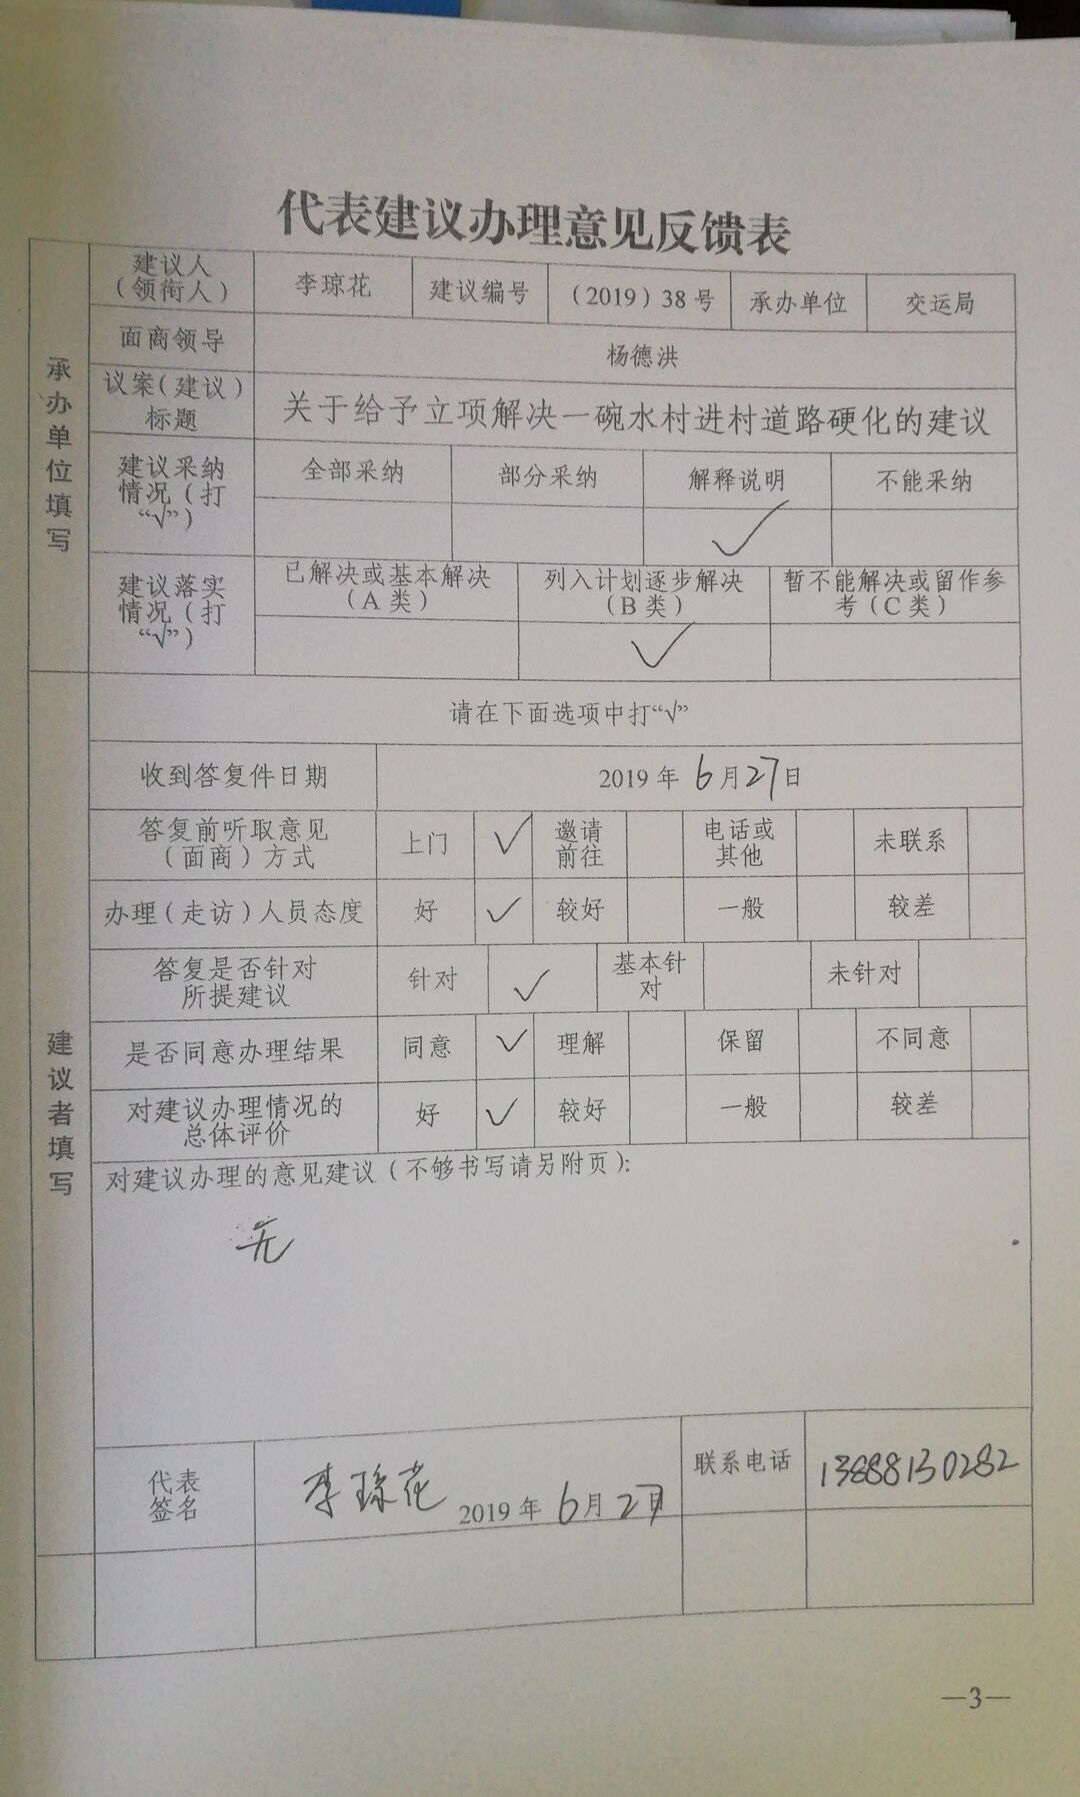 代表建议办理意见反馈表
承办单位填写
建议人（领衔人） 李琼花 建议编号 （2019）38号 承办单位 交运局
面商领导 杨德洪
议案（建议）标题 关于给予立项解决一碗水村进村道路硬化的建议
建议采纳情况（打“√”） 全部采纳 部分采纳 解释说明 不能采纳
√
建议落实情况（打“√”） 已解决或基本解决（A类） 列入计划逐步解决（B类） 暂不能解决或留作参考（C类）
√
建议者填写
请在下面选项中打“√”
收到答复件日期 2019年6月27日
答复前听取意见（面商）方式 上门 √ 邀请前往 电话或其他 未联系
办理（走访）人员态度 好 √ 较好 一般 较差
答复是否针对所提建议 针对 √ 基本针对 未针对
是否同意办理结果 同意 √ 理解 保留 不同意
对建议办理情况的总体评价 好 √ 较好 一般 较差
对建议办理的意见建议（不够书写请另附页）：
无
代表签名 李琼花 2019年6月27日 联系电话 13888130282
—3—